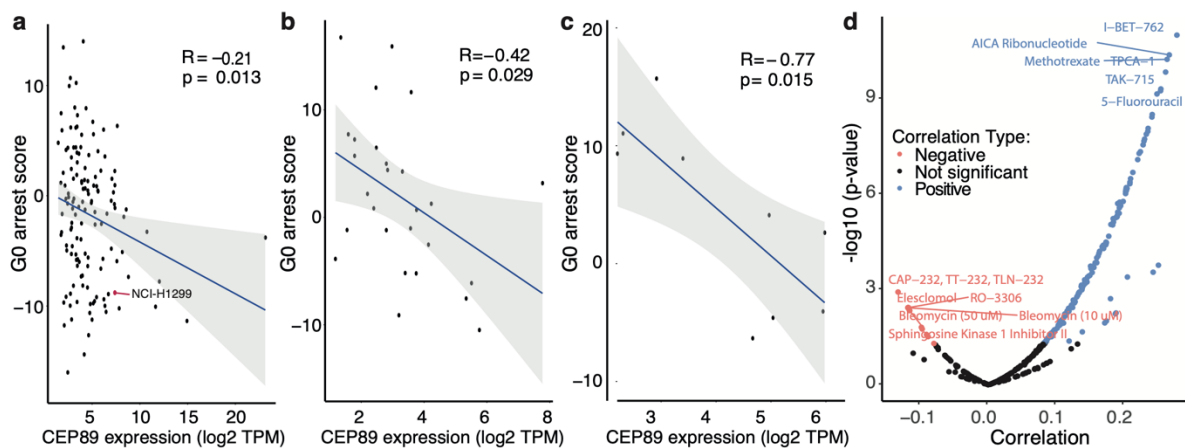 a
R= −0.21
p = 0.013
10
0
−10
G0 arrest score
NCI-H1299
5
10
15
20
CEP89 expression (log2 TPM)
b
R=−0.42
p = 0.029
10
0
−10
G0 arrest score
2
4
6
8
CEP89 expression (log2 TPM)
c
R=− 0.77
p = 0.015
20
10
0
−10
G0 arrest score
3
4
5
6
CEP89 expression (log2 TPM)
d
I−BET−762
AICA Ribonucleotide
Methotrexate TPCA−1
TAK−715
5−Fluorouracil
Correlation Type:
Negative
Not significant
Positive
CAP−232, TT−232, TLN−232
Elesclomol RO−3306
Bleomycin (50 uM) Bleomycin (10 uM)
Sphingosine Kinase 1 Inhibitor II
9
6
3
0
-log10 (p-value)
−0.1
0.0
0.1
0.2
Correlation